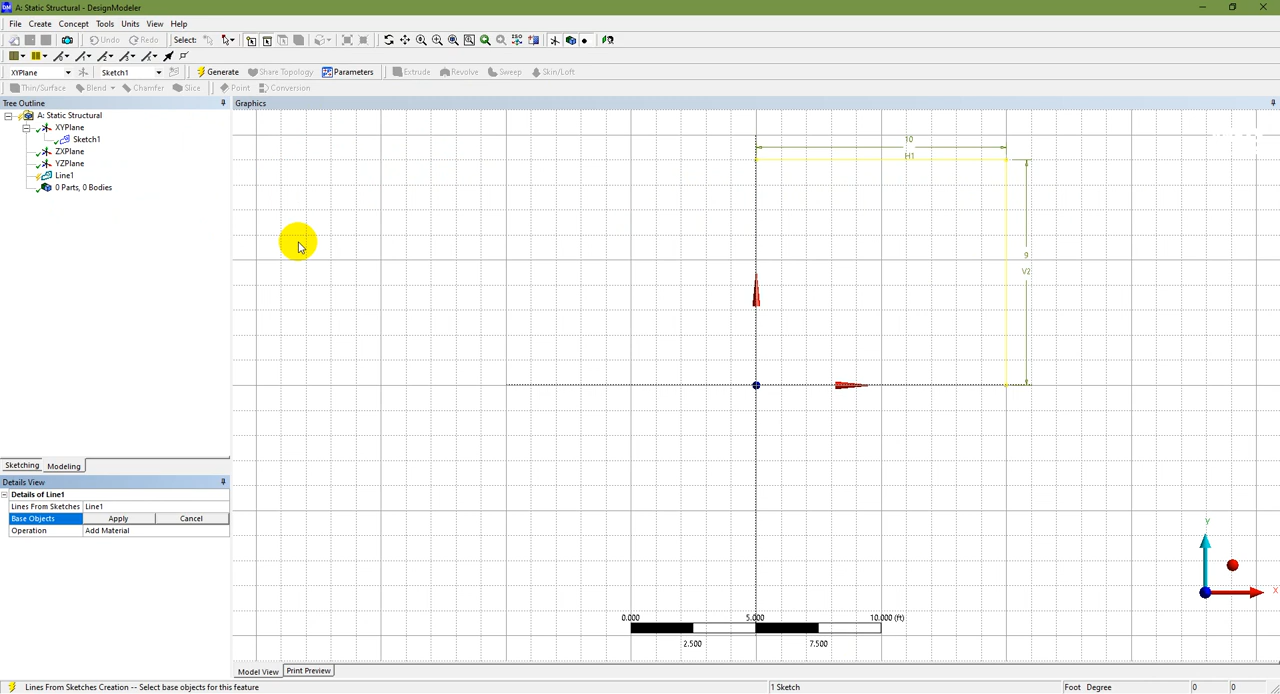 A: Static Structural - DesignModeler
File Create Concept Tools Units View Help
Undo Redo Select:
XYPlane Sketch1 Generate Share Topology Parameters Extrude Revolve Sweep Skin/Loft
Thin/Surface Blend Chamfer Slice Point Conversion
Tree Outline
Graphics
A: Static Structural
XYPlane
Sketch1
ZXPlane
YZPlane
Line1
0 Parts, 0 Bodies
10
H1
9
V2
Sketching Modeling
Details View
Details of Line1
Lines From Sketches Line1
Base Objects Apply Cancel
Operation Add Material
Y
X
0.000 5.000 10.000 (ft)
2.500 7.500
Model View Print Preview
Lines From Sketches Creation -- Select base objects for this feature 1 Sketch Foot Degree 0 0